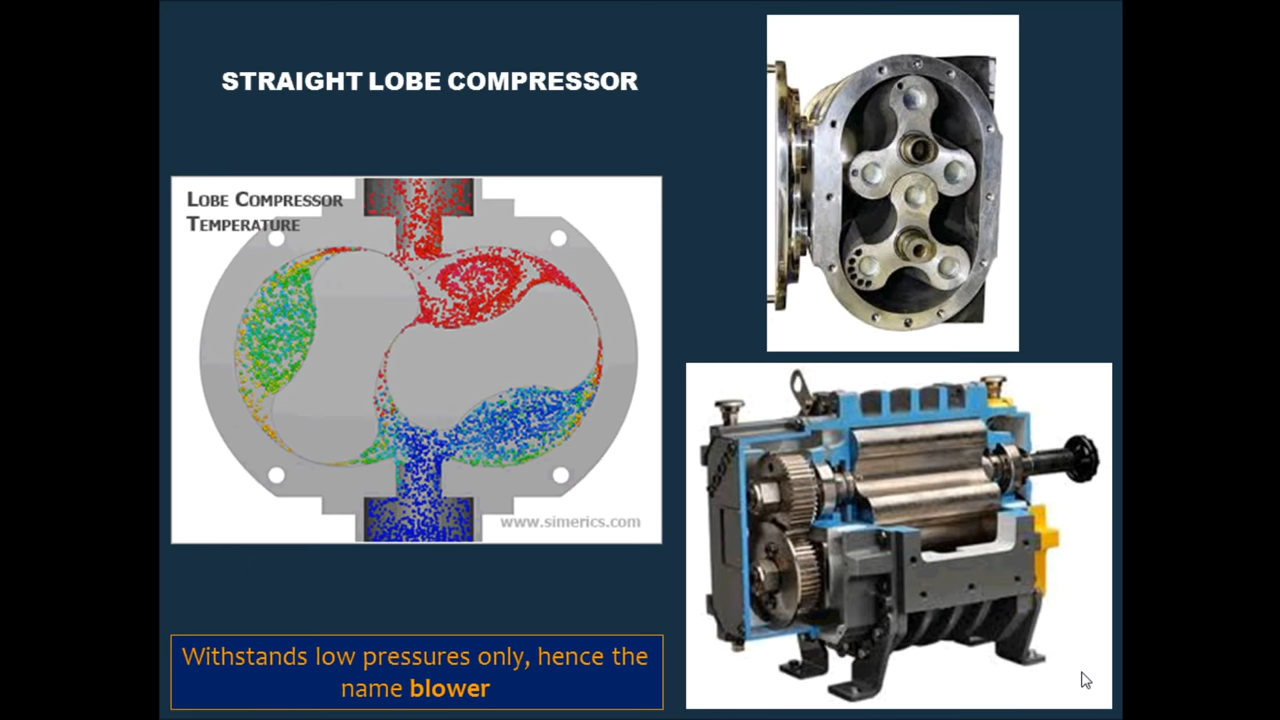 STRAIGHT LOBE COMPRESSOR
LOBE COMPRESSOR
TEMPERATURE
www.simerics.com
Withstands low pressures only, hence the
name blower